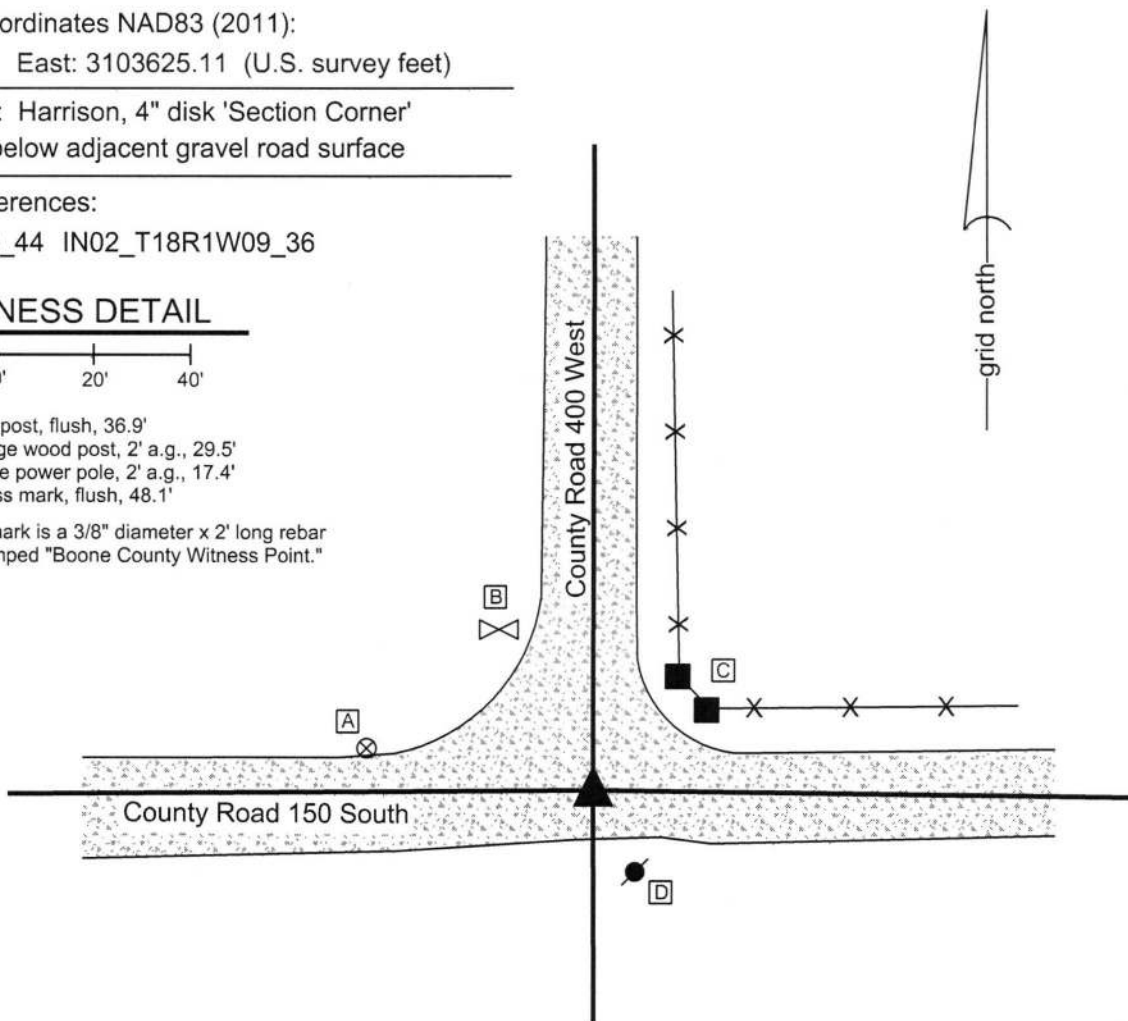 ordinates NAD83 (2011):
East: 3103625.11 (U.S. survey feet)
: Harrison, 4" disk 'Section Corner'
below adjacent gravel road surface
erences:
_44 IN02_T18R1W09_36
NESS DETAIL
0' 20' 40'
post, flush, 36.9'
ge wood post, 2' a.g., 29.5'
e power pole, 2' a.g., 17.4'
ss mark, flush, 48.1'
nark is a 3/8" diameter x 2' long rebar
nped "Boone County Witness Point."
grid north
County Road 400 West
B
C
A
County Road 150 South
D